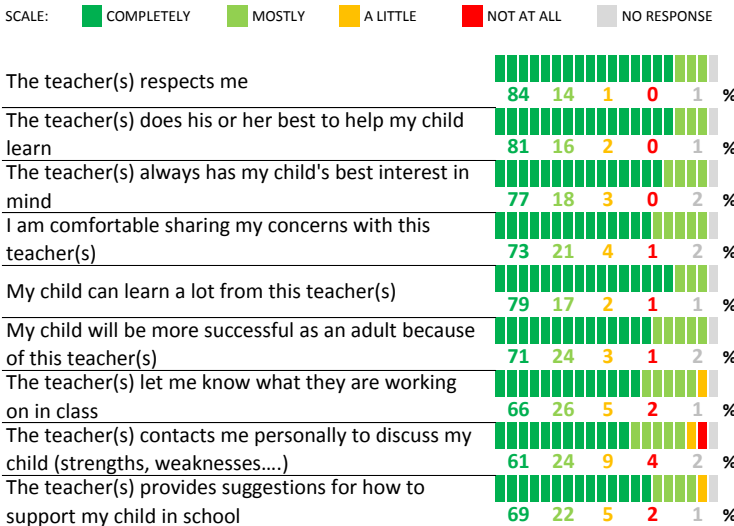 SCALE: COMPLETELY MOSTLY A LITTLE NOT AT ALL NO RESPONSE
The teacher(s) respects me
84 14 1 0 1 %
The teacher(s) does his or her best to help my child
learn
81 16 2 0 1 %
The teacher(s) always has my child's best interest in
mind
77 18 3 0 2 %
I am comfortable sharing my concerns with this
teacher(s)
73 21 4 1 2 %
My child can learn a lot from this teacher(s)
79 17 2 1 1 %
My child will be more successful as an adult because
of this teacher(s)
71 24 3 1 2 %
The teacher(s) let me know what they are working
on in class
66 26 5 2 1 %
The teacher(s) contacts me personally to discuss my
child (strengths, weaknesses....)
61 24 9 4 2 %
The teacher(s) provides suggestions for how to
support my child in school
69 22 5 2 1 %